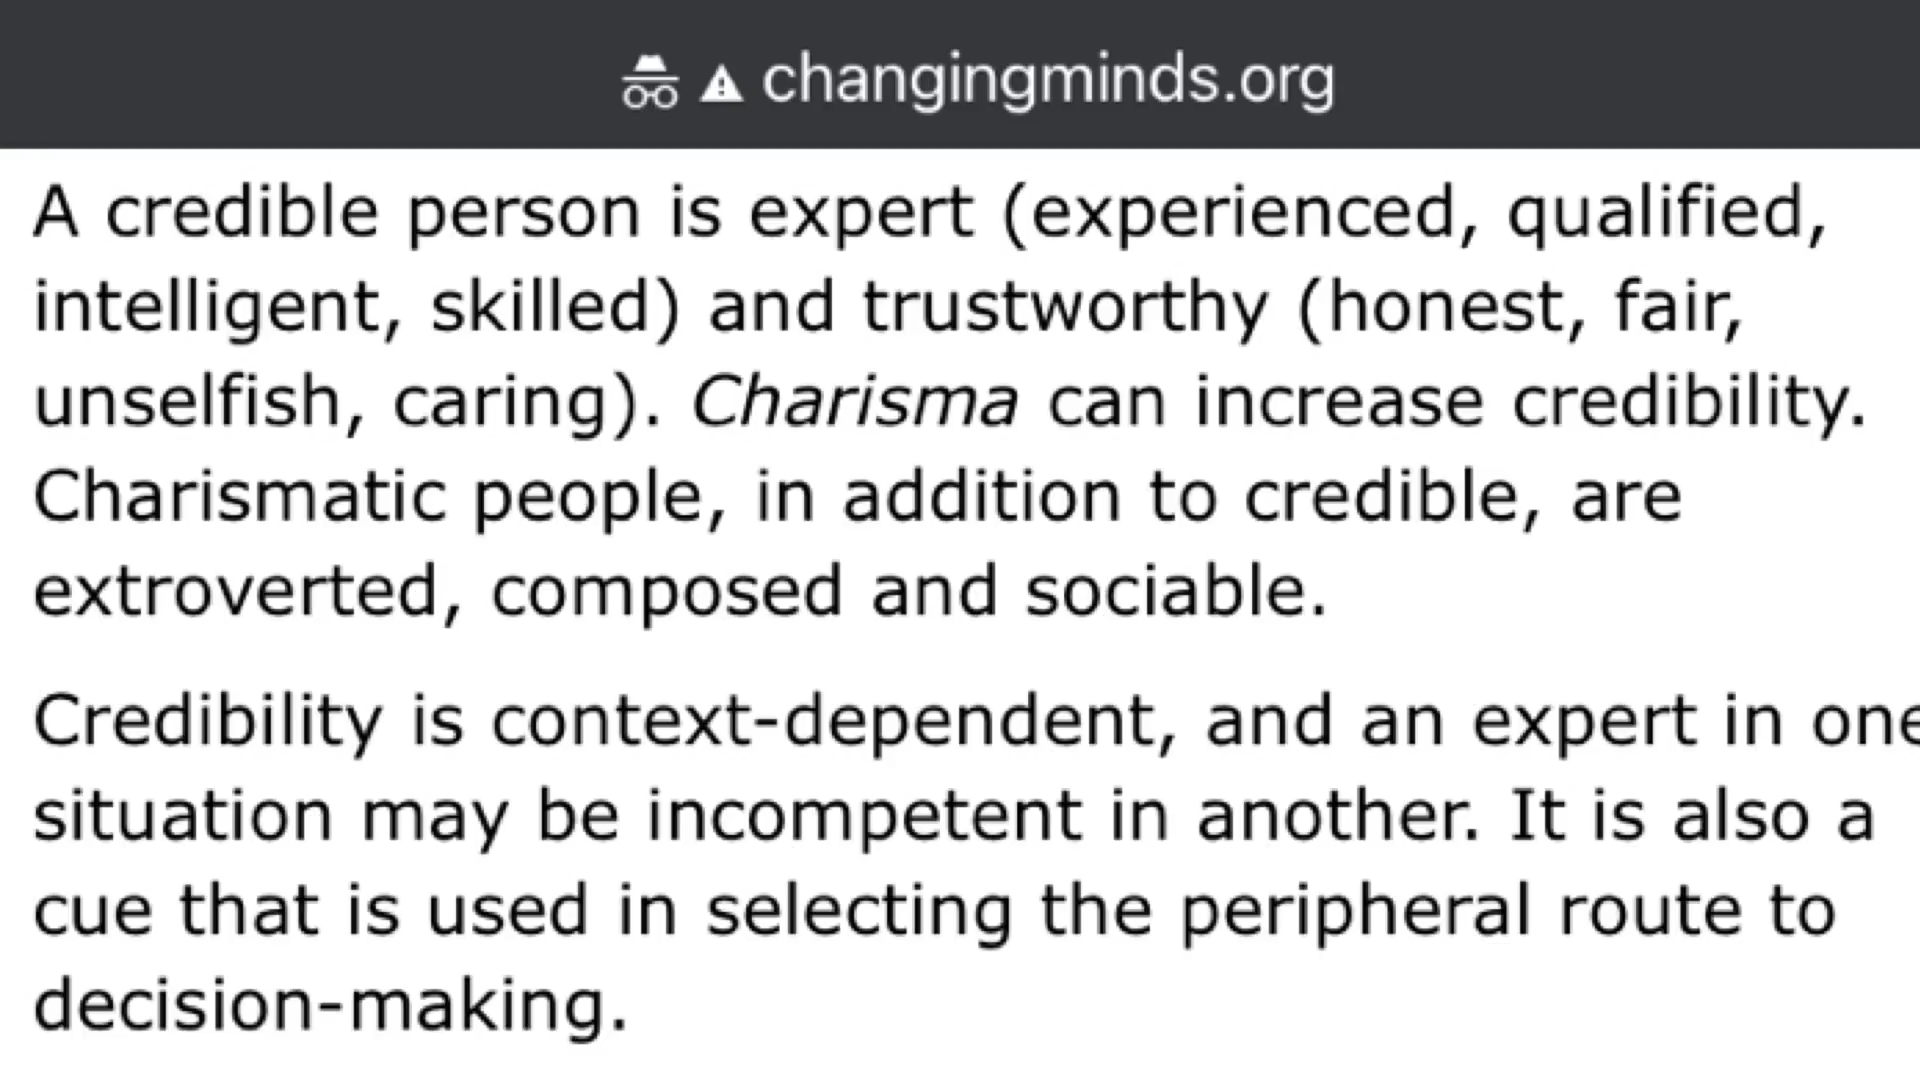 changingminds.org
A credible person is expert (experienced, qualified,
intelligent, skilled) and trustworthy (honest, fair,
unselfish, caring). Charisma can increase credibility.
Charismatic people, in addition to credible, are
extroverted, composed and sociable.
Credibility is context-dependent, and an expert in one
situation may be incompetent in another. It is also a
cue that is used in selecting the peripheral route to
decision-making.